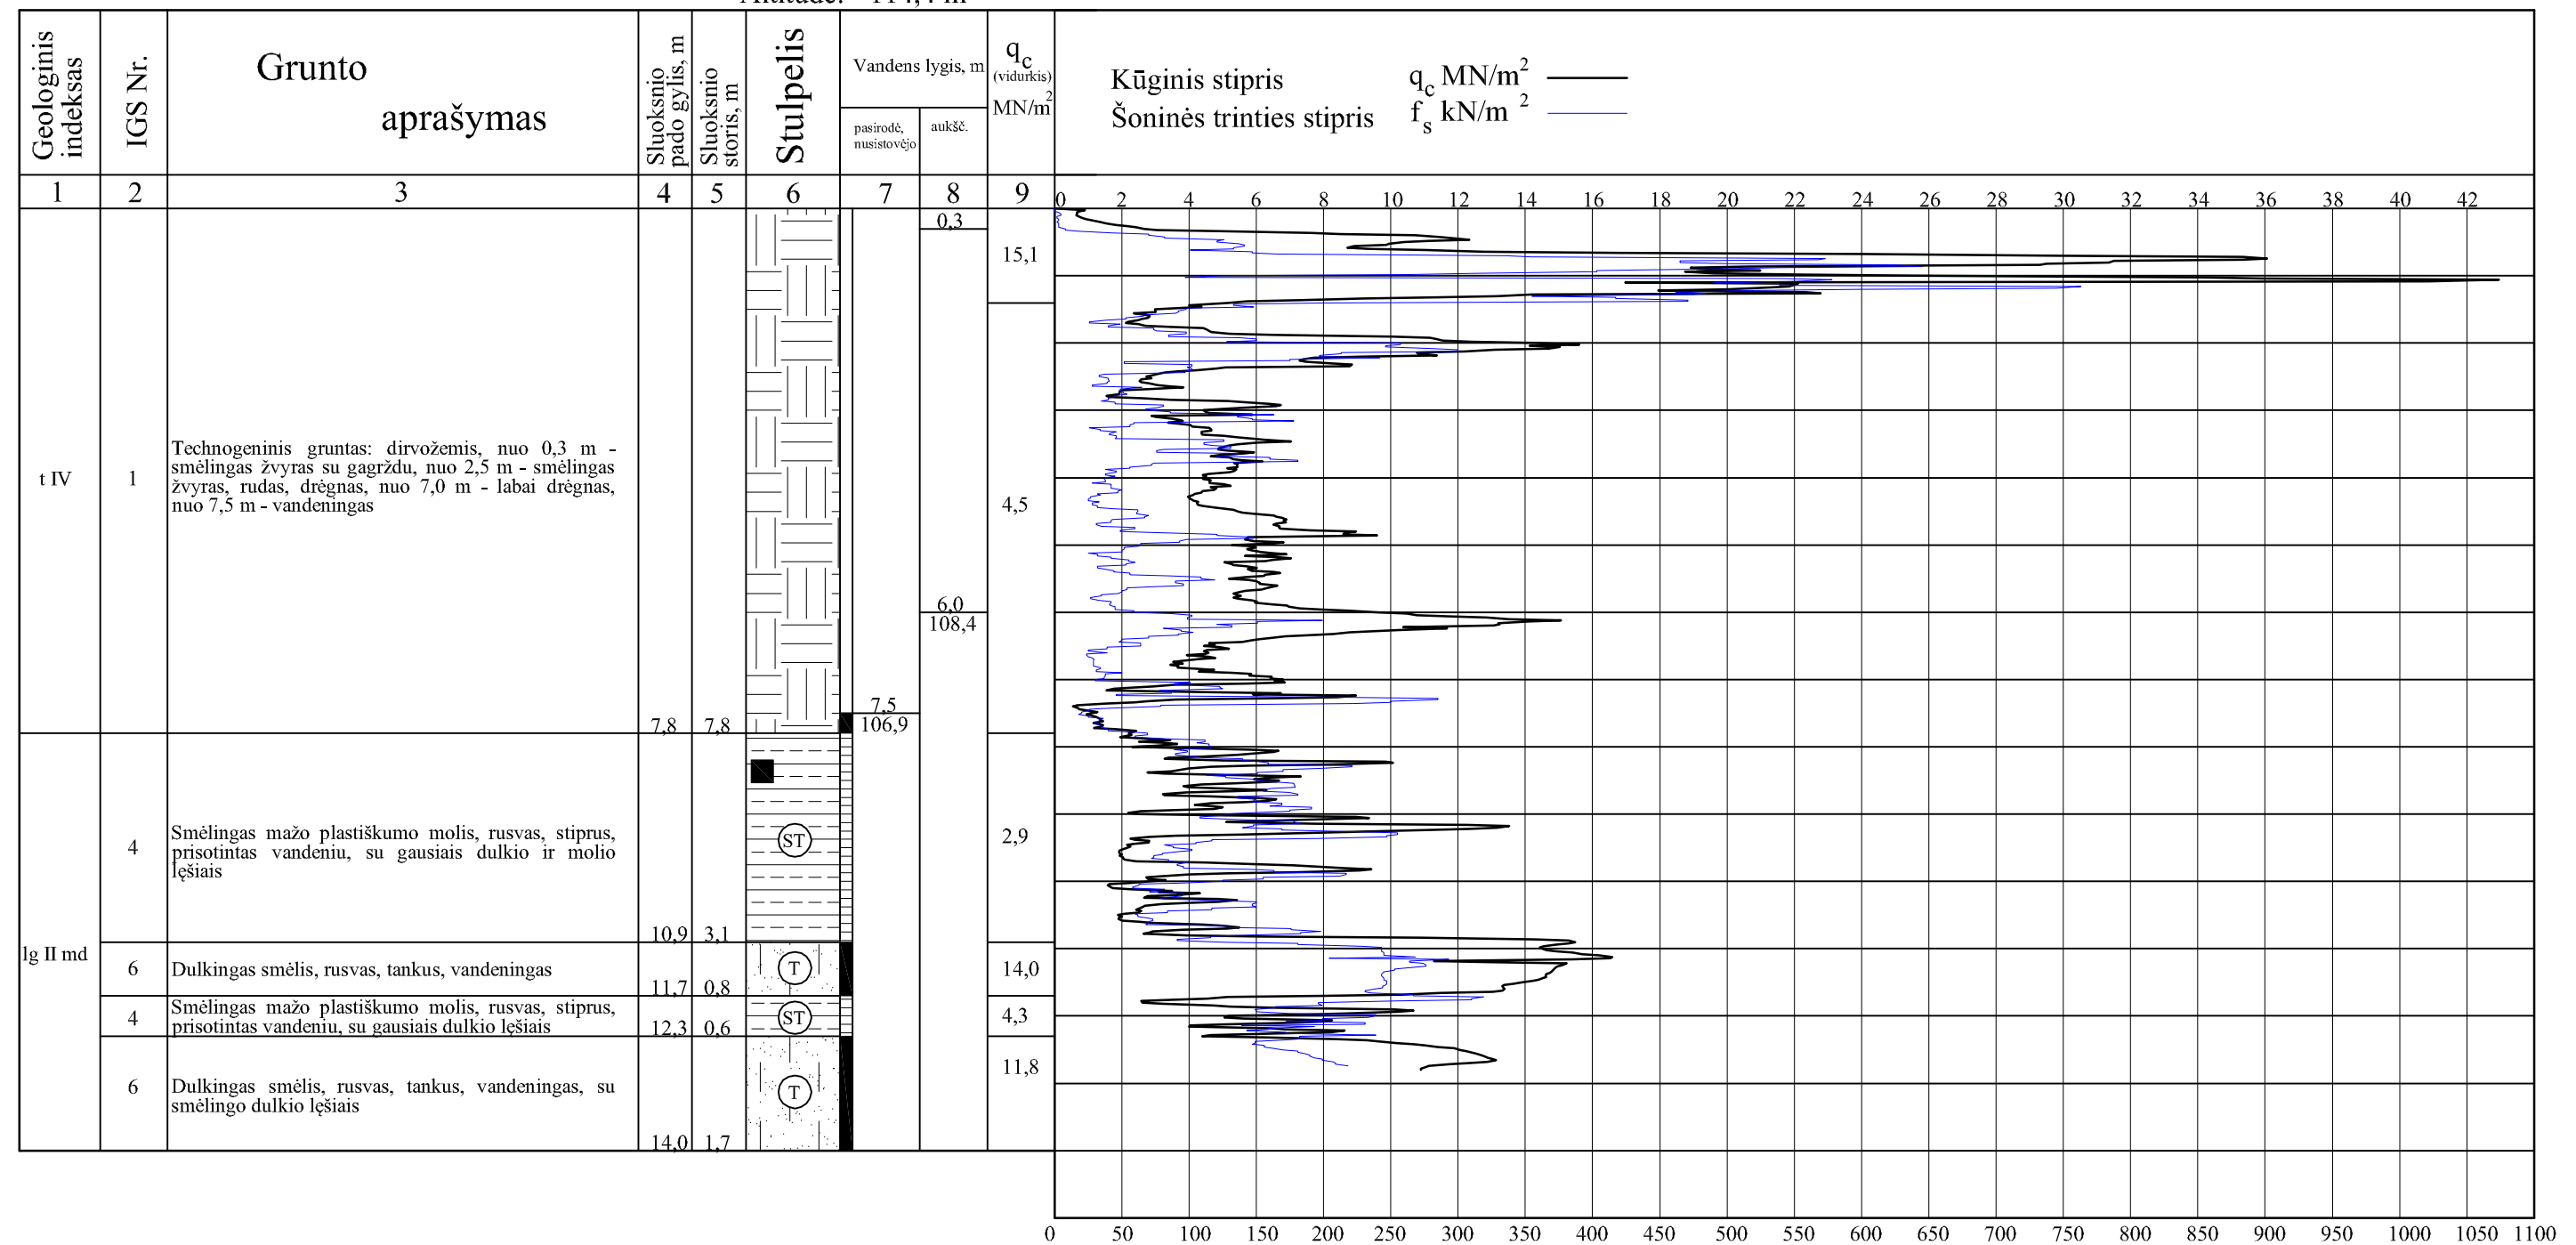 Altitudė: 114,4 m
Geologinis indeksas
IGS Nr.
Grunto
aprašymas
Sluoksnio pado gylis, m
Sluoksnio storis, m
Stulpelis
Vandens lygis, m
pasirodė, nusistovėjo
aukšč.
qc
(vidurkis)
MN/m2
Kūginis stipris qc MN/m2
Šoninės trinties stipris fs kN/m 2
1 2 3 4 5 6 7 8 9
0 2 4 6 8 10 12 14 16 18 20 22 24 26 28 30 32 34 36 38 40 42
0,3
15,1
t IV
1
Technogeninis gruntas: dirvožemis, nuo 0,3 m -
smėlingas žvyras su gagrždu, nuo 2,5 m - smėlingas
žvyras, rudas, drėgnas, nuo 7,0 m - labai drėgnas,
nuo 7,5 m - vandeningas
4,5
6,0
108,4
7,5
106,9
7,8 7,8
4
Smėlingas mažo plastiškumo molis, rusvas, stiprus,
prisotintas vandeniu, su gausiais dulkio ir molio
lęšiais
ST
2,9
10,9 3,1
lg II md
6
Dulkingas smėlis, rusvas, tankus, vandeningas
T
14,0
11,7 0,8
4
Smėlingas mažo plastiškumo molis, rusvas, stiprus,
prisotintas vandeniu, su gausiais dulkio lęšiais
ST
4,3
12,3 0,6
6
Dulkingas smėlis, rusvas, tankus, vandeningas, su
smėlingo dulkio lęšiais
T
11,8
14,0 1,7
0 50 100 150 200 250 300 350 400 450 500 550 600 650 700 750 800 850 900 950 1000 1050 1100